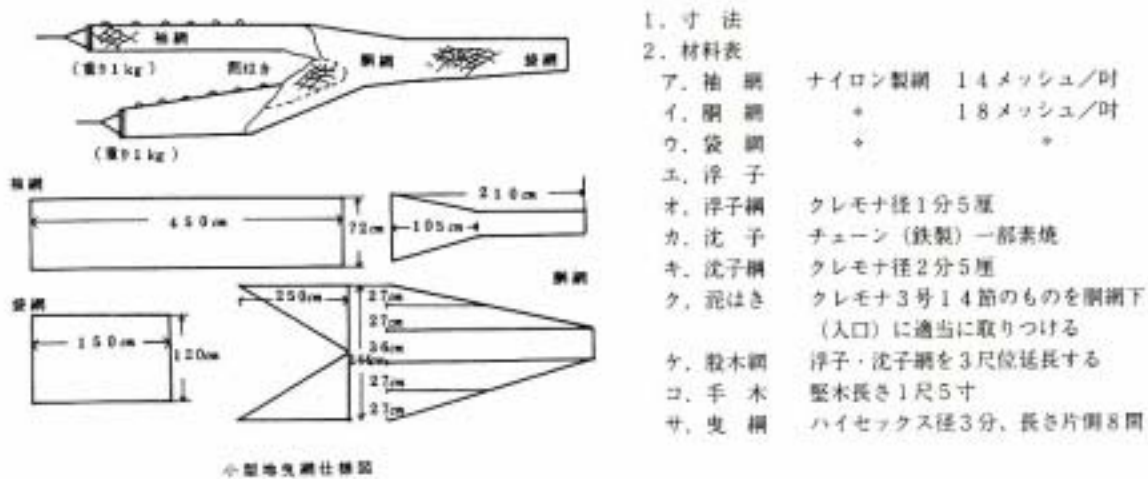 袖網
(重91kg)
胴網
袋網
(重91kg)
袖網
450cm
72cm
210cm
105cm
胴網
袋網
150cm
120cm
250cm
27cm
27cm
36cm
27cm
27cm
小型地曳網仕様図
1. 寸 法
2. 材料表
ア. 袖 網 ナイロン製網 14メッシュ/吋
イ. 胴 網 〃 18メッシュ/吋
ウ. 袋 網 〃 〃
エ. 浮 子
オ. 浮子綱 クレモナ径1分5厘
カ. 沈 子 チェーン(鉄製)一部素焼
キ. 沈子綱 クレモナ径2分5厘
ク. 泥はき クレモナ3号14節のものを胴網下
(入口)に適当に取りつける
ケ. 木綱 浮子・沈子綱を3尺位延長する
コ. 手 木 堅木長さ1尺5寸
サ. 曳 綱 ハイセックス径3分、長さ片側8間